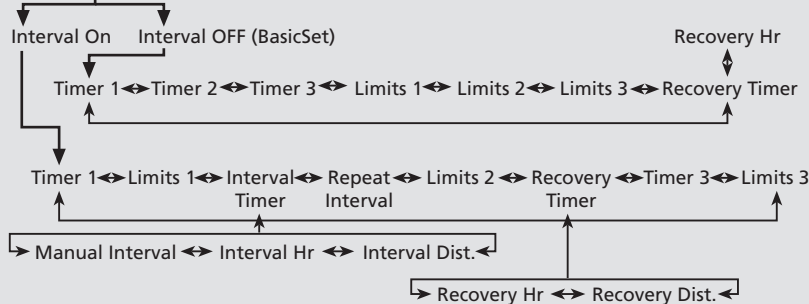 Interval On Interval OFF (BasicSet) Recovery Hr
Timer 1 Timer 2 Timer 3 Limits 1 Limits 2 Limits 3 Recovery Timer
Timer 1 Limits 1 Interval Repeat Limits 2 Recovery Timer 3 Limits 3
Timer Interval Timer
Manual Interval Interval Hr Interval Dist.
Recovery Hr Recovery Dist.